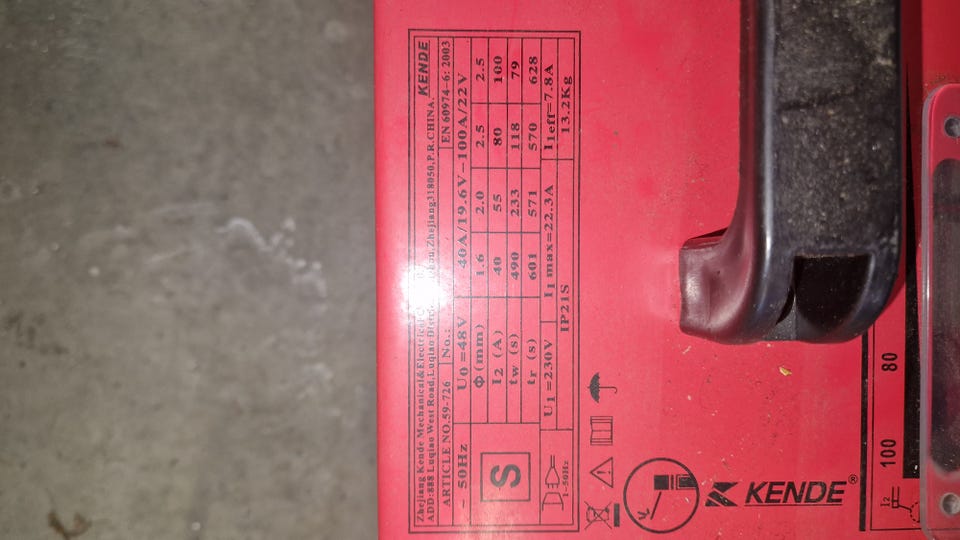 Zhejiang Kende Mechanical&Electrical
ADD:888 Luqiao West Road,Luqiao Zhejiang318050,P.R.CHINA.
KENDE
ARTICLE NO.59-726 No.: EN 60974-6: 2003
~ 50Hz U0=48V 40A/19.6V–100A/22V
Φ(mm) 1.6 2.0 2.5 2.5
S
I2 (A) 40 55 80 100
tw (s) 490 233 118 79
tr (s) 601 571 570 628
1~50Hz
U1=230V I1 max=22.3A I1eff=7.8A
IP21S 13.2Kg
KENDE®
I2
100
80